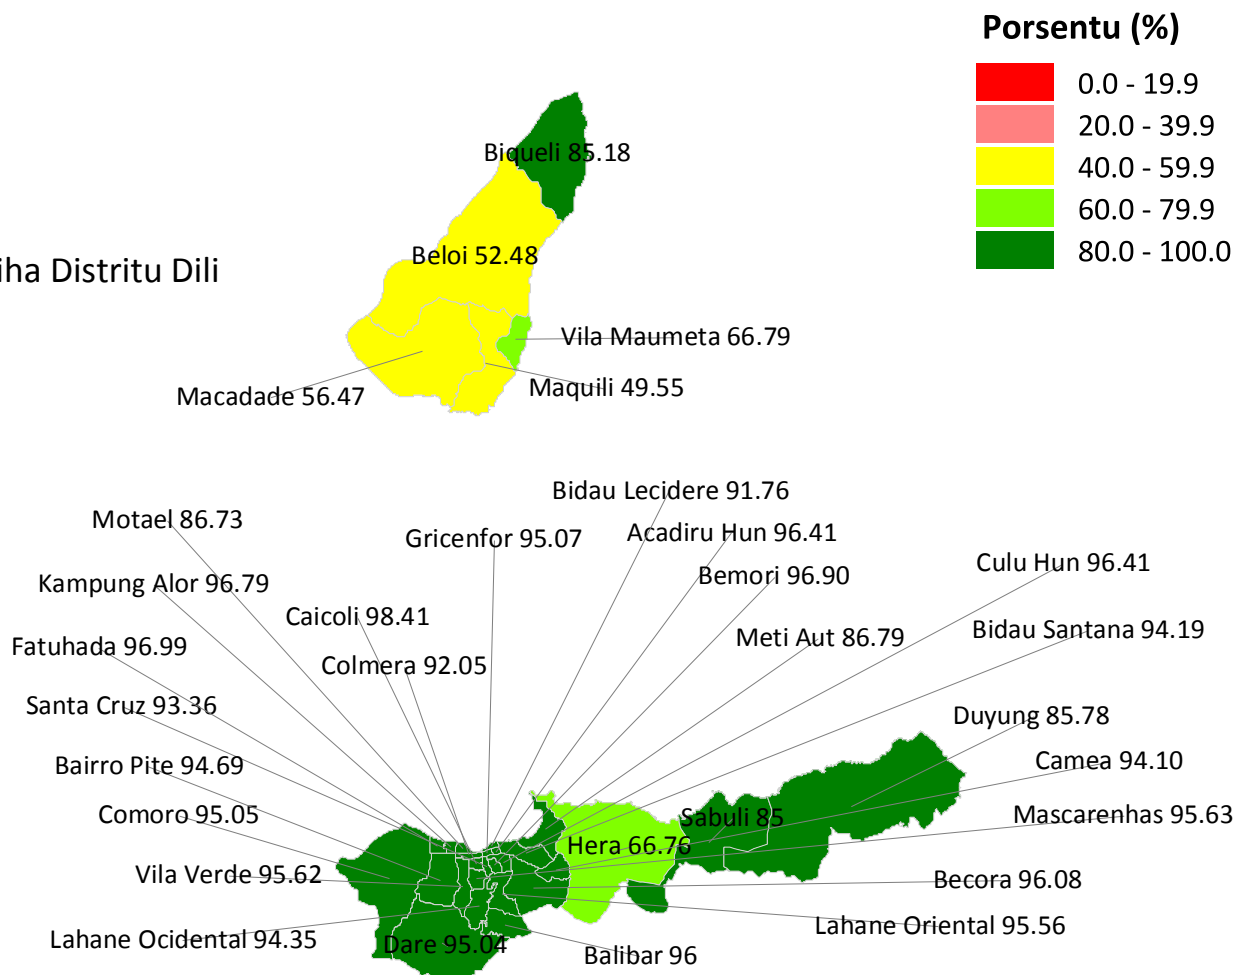 Porsentu (%)
0.0 - 19.9
20.0 - 39.9
40.0 - 59.9
60.0 - 79.9
80.0 - 100.0
Biqueli 85.18
Beloi 52.48
iha Distritu Dili
Vila Maumeta 66.79
Maquili 49.55
Macadade 56.47
Bidau Lecidere 91.76
Motael 86.73
Gricenfor 95.07
Acadiru Hun 96.41
Culu Hun 96.41
Kampung Alor 96.79
Bemori 96.90
Caicoli 98.41
Meti Aut 86.79
Bidau Santana 94.19
Fatuhada 96.99
Colmera 92.05
Santa Cruz 93.36
Duyung 85.78
Bairro Pite 94.69
Camea 94.10
Comoro 95.05
Sabuli 85
Mascarenhas 95.63
Hera 66.76
Vila Verde 95.62
Becora 96.08
Lahane Oriental 95.56
Lahane Ocidental 94.35
Dare 95.04
Balibar 96